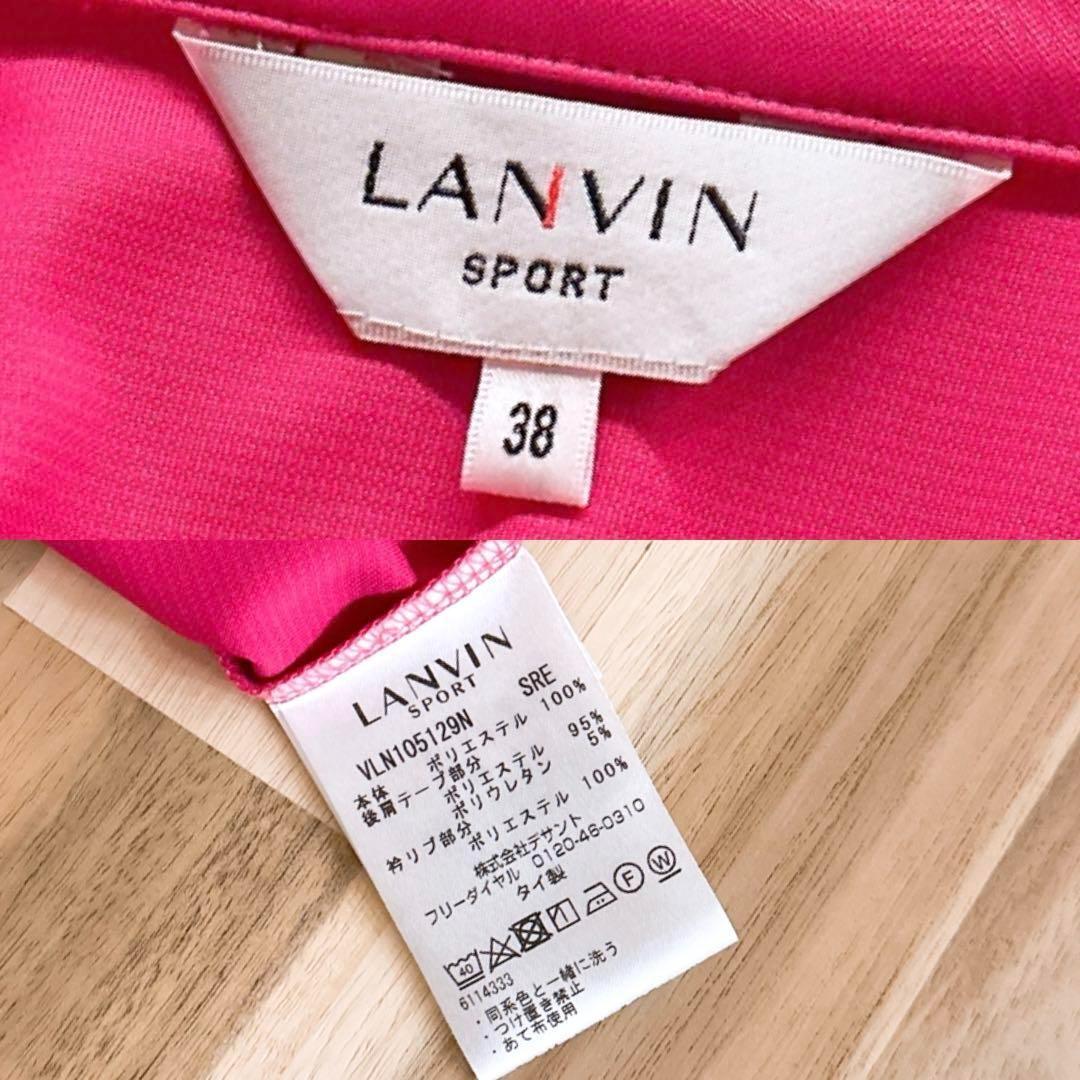 LANVIN
SPORT
38
LANVIN
SPORT
VLN105129N SRE
本体 ポリエステル 100%
後肩テープ部分
ポリエステル 95%
ポリウレタン 5%
衿リブ部分
ポリエステル 100%
株式会社デサント
フリーダイヤル 0120-46-0310
タイ製
40 F W
6114333
・同系色と一緒に洗う
・つけ置き禁止
・あて布使用